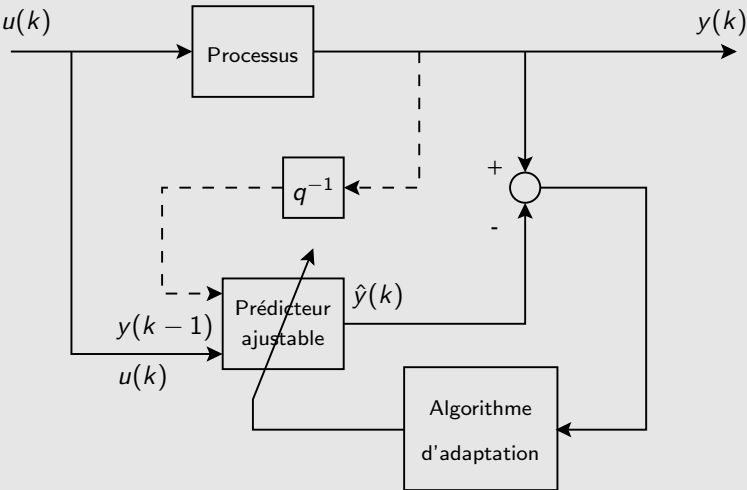 u(k)
y(k)
Processus
+
q⁻¹
-
Prédicteur
ajustable
ŷ(k)
y(k − 1)
u(k)
Algorithme
d'adaptation